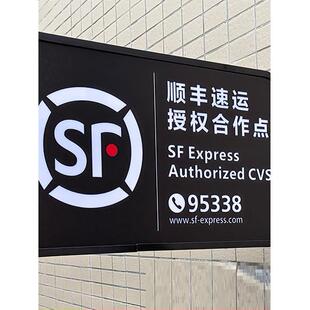 SF
顺丰速运
授权合作点
SF Express
Authorized CVS
95338
www.sf-express.com